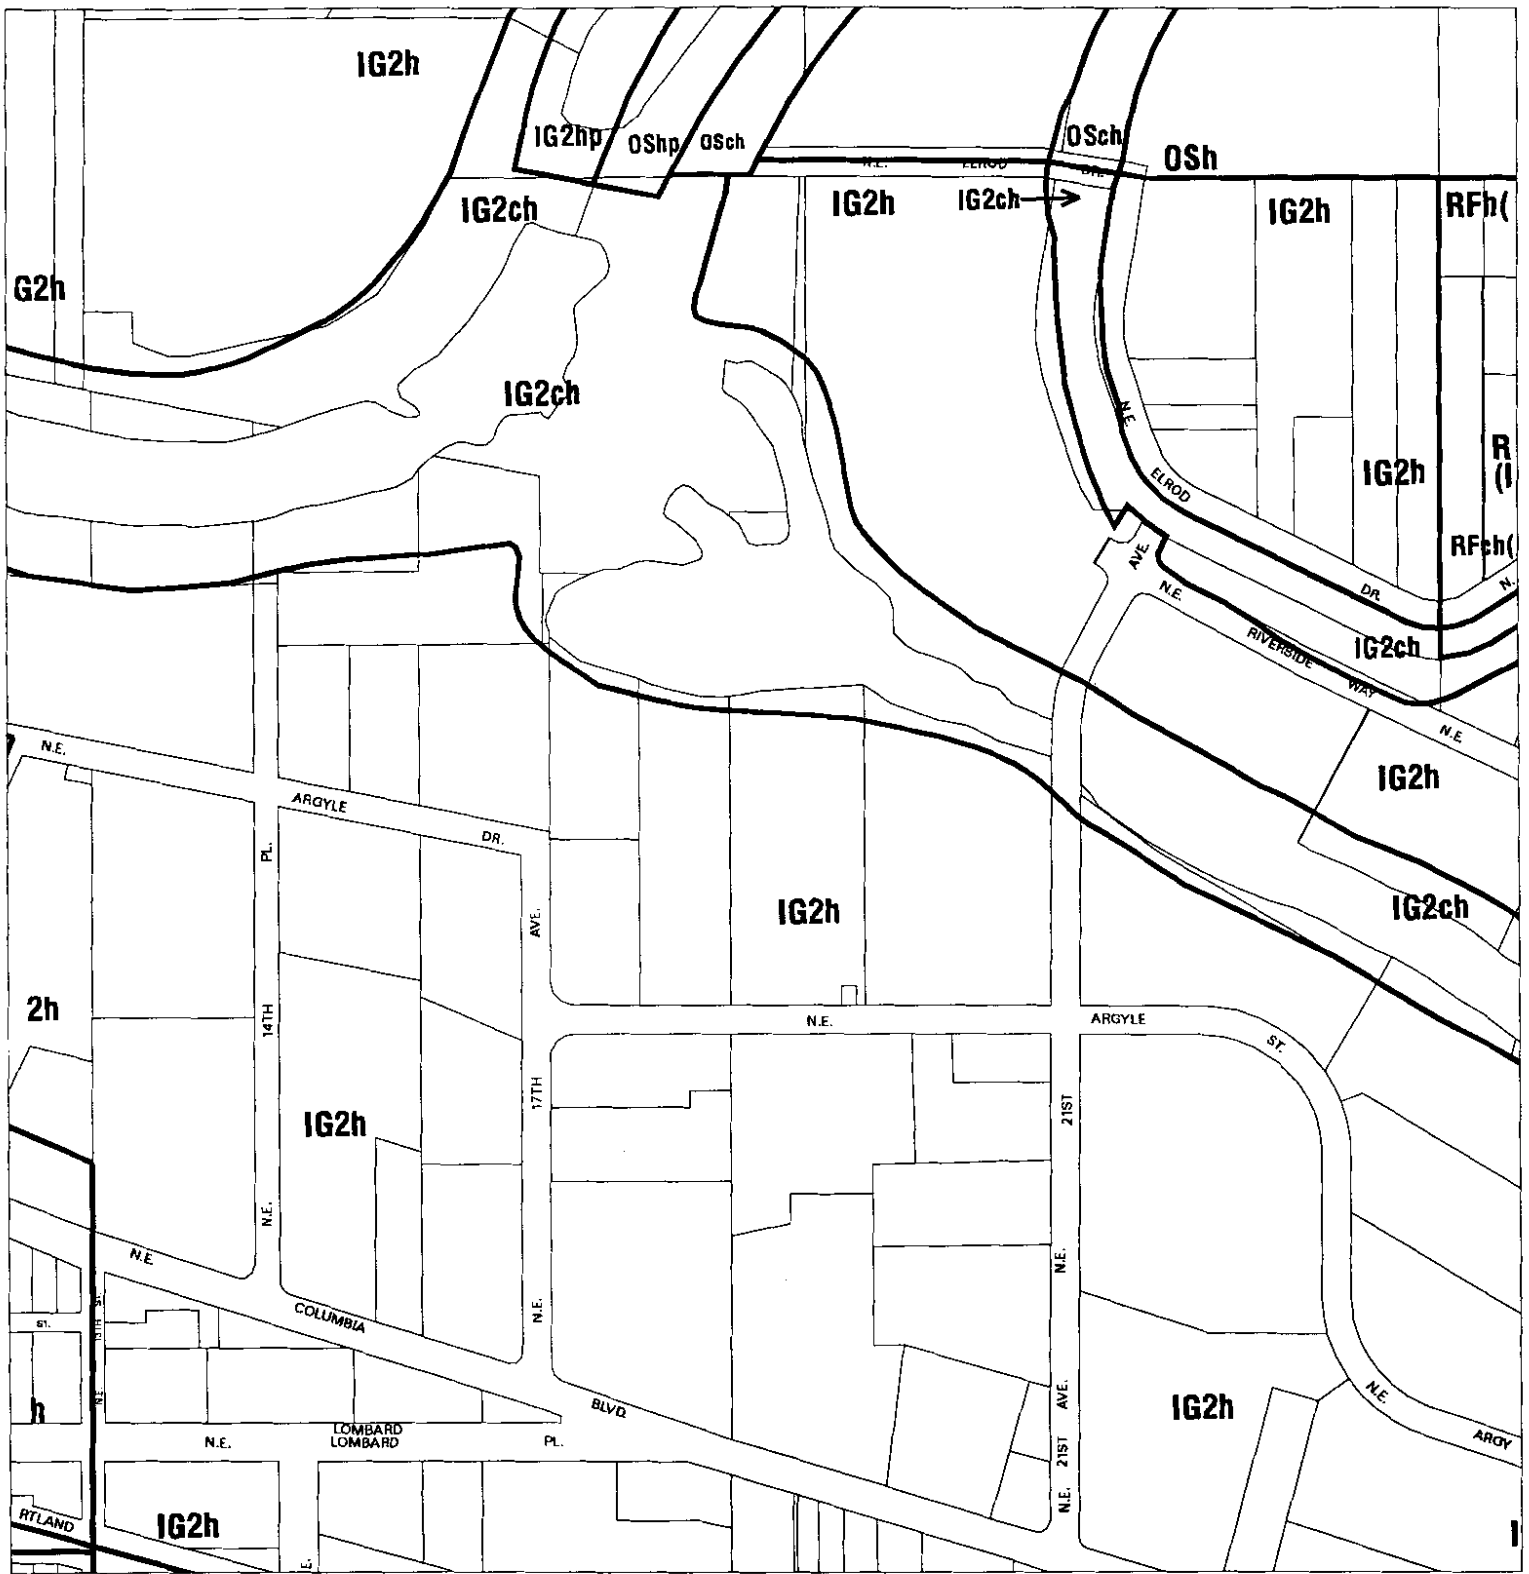 IG2h
IG2hp
OShp
OSch
OSch
OSh
N.E. ELROD DR.
IG2ch
IG2h
IG2ch
IG2h
RFh(
G2h
IG2ch
N.E.
ELROD
DR.
IG2h
R
(I
RFch(
N.
AVE.
N.E.
RIVERSIDE
WAY
N.E.
IG2ch
IG2h
N.E.
ARGYLE
DR.
PL.
14TH
N.E.
AVE.
17TH
N.E.
IG2h
IG2ch
2h
N.E.
ARGYLE
ST.
IG2h
21ST
N.E.
AVE.
21ST
N.E.
N.E.
COLUMBIA
BLVD.
ST.
13TH
N.E.
h
LOMBARD
N.E.
LOMBARD
PL.
IG2h
N.E.
ARGY
RTLAND
IG2h
E.
I